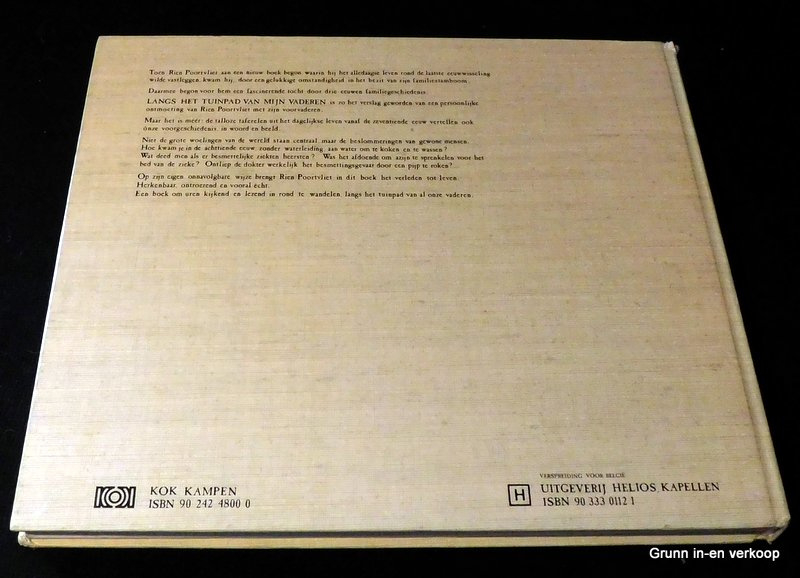 Toen Rien Poortvliet aan een nieuw boek begon waarin hij het alledaagse leven rond de laatste eeuwwisseling
wilde vastleggen, kwam hij, door een gelukkige omstandigheid, in het bezit van zijn familiestamboom.
Daarmee begon voor hem een fascinerende tocht door drie eeuwen familiegeschiedenis.
LANGS HET TUINPAD VAN MIJN VADEREN is zo het verslag geworden van een persoonlijke
ontmoeting van Rien Poortvliet met zijn voorvaderen.
Maar het is meer: de talloze taferelen uit het dagelijkse leven vanaf de zeventiende eeuw vertellen ook
ónze voorgeschiedenis, in woord en beeld.
Niet de grote woelingen van de wereld staan centraal maar de beslommeringen van gewone mensen.
Hoe kwam je in de achttiende eeuw, zonder waterleiding, aan water om te koken en te wassen?
Wat deed men als er besmettelijke ziekten heersten? Was het afdoende om azijn te sprenkelen voor het
bed van de zieke? Ontliep de dokter werkelijk het besmettingsgevaar door een pijp te roken?
Op zijn eigen, onnavolgbare wijze brengt Rien Poortvliet in dit boek het verleden tot leven.
Herkenbaar, ontroerend en vooral echt.
Een boek om uren kijkend en lezend in rond te wandelen, langs het tuinpad van al onze vaderen.
KOK KAMPEN
ISBN 90 242 4800 0
VERSPREIDING VOOR BELGIË
H UITGEVERIJ HELIOS, KAPELLEN
ISBN 90 333 0112 1
Grunn in-en verkoop